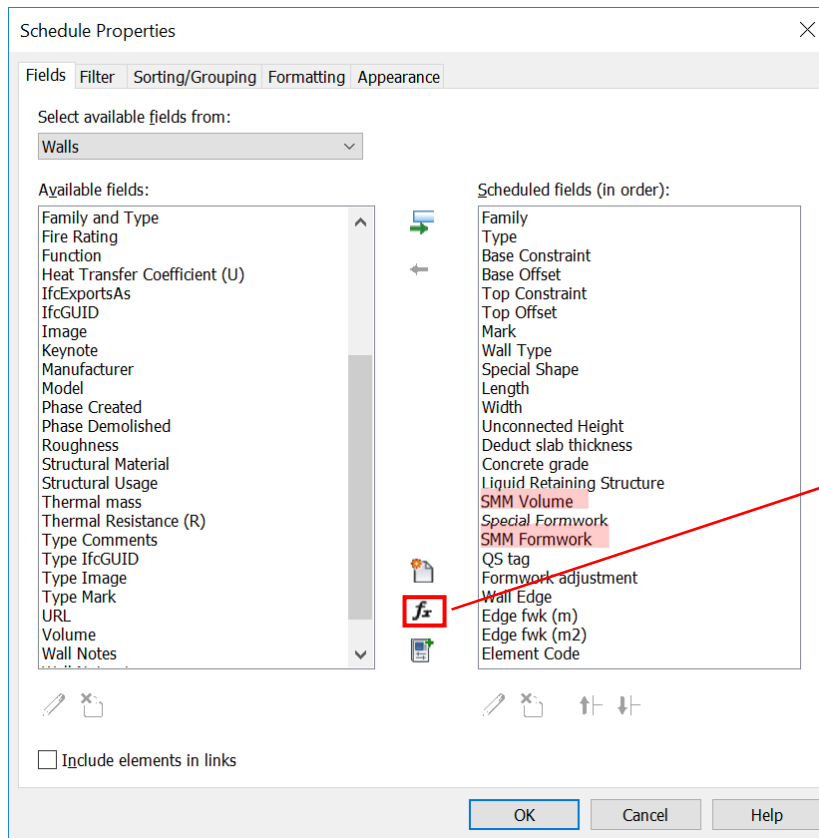 Schedule Properties
Fields Filter Sorting/Grouping Formatting Appearance
Select available fields from:
Walls
Available fields:
Family and Type
Fire Rating
Function
Heat Transfer Coefficient (U)
IfcExportsAs
IfcGUID
Image
Keynote
Manufacturer
Model
Phase Created
Phase Demolished
Roughness
Structural Material
Structural Usage
Thermal mass
Thermal Resistance (R)
Type Comments
Type IfcGUID
Type Image
Type Mark
URL
Volume
Wall Notes
fx
Scheduled fields (in order):
Family
Type
Base Constraint
Base Offset
Top Constraint
Top Offset
Mark
Wall Type
Special Shape
Length
Width
Unconnected Height
Deduct slab thickness
Concrete grade
Liquid Retaining Structure
SMM Volume
Special Formwork
SMM Formwork
QS tag
Formwork adjustment
Wall Edge
Edge fwk (m)
Edge fwk (m2)
Element Code
Include elements in links
OK Cancel Help